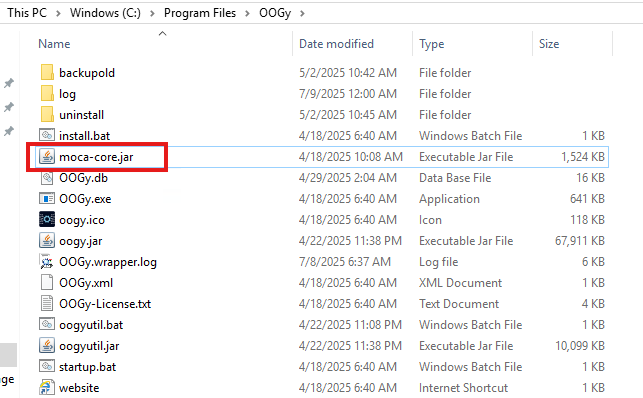 This PC > Windows (C:) > Program Files > OOGy >
Name Date modified Type Size
backupold 5/2/2025 10:42 AM File folder
log 7/9/2025 12:00 AM File folder
uninstall 5/2/2025 10:45 AM File folder
install.bat 4/18/2025 6:40 AM Windows Batch File 1 KB
moca-core.jar 4/18/2025 10:08 AM Executable Jar File 1,524 KB
OOGy.db 4/29/2025 2:04 AM Data Base File 16 KB
OOGy.exe 4/18/2025 6:40 AM Application 641 KB
oogy.ico 4/18/2025 6:40 AM Icon 118 KB
oogy.jar 4/22/2025 11:38 PM Executable Jar File 67,911 KB
OOGy.wrapper.log 7/8/2025 6:37 AM Log file 6 KB
OOGy.xml 4/18/2025 6:40 AM XML Document 1 KB
OOGy-License.txt 4/18/2025 6:40 AM Text Document 4 KB
oogyutil.bat 4/22/2025 11:08 PM Windows Batch File 1 KB
oogyutil.jar 4/22/2025 11:38 PM Executable Jar File 10,099 KB
startup.bat 4/18/2025 6:40 AM Windows Batch File 1 KB
ge website 4/18/2025 6:40 AM Internet Shortcut 1 KB